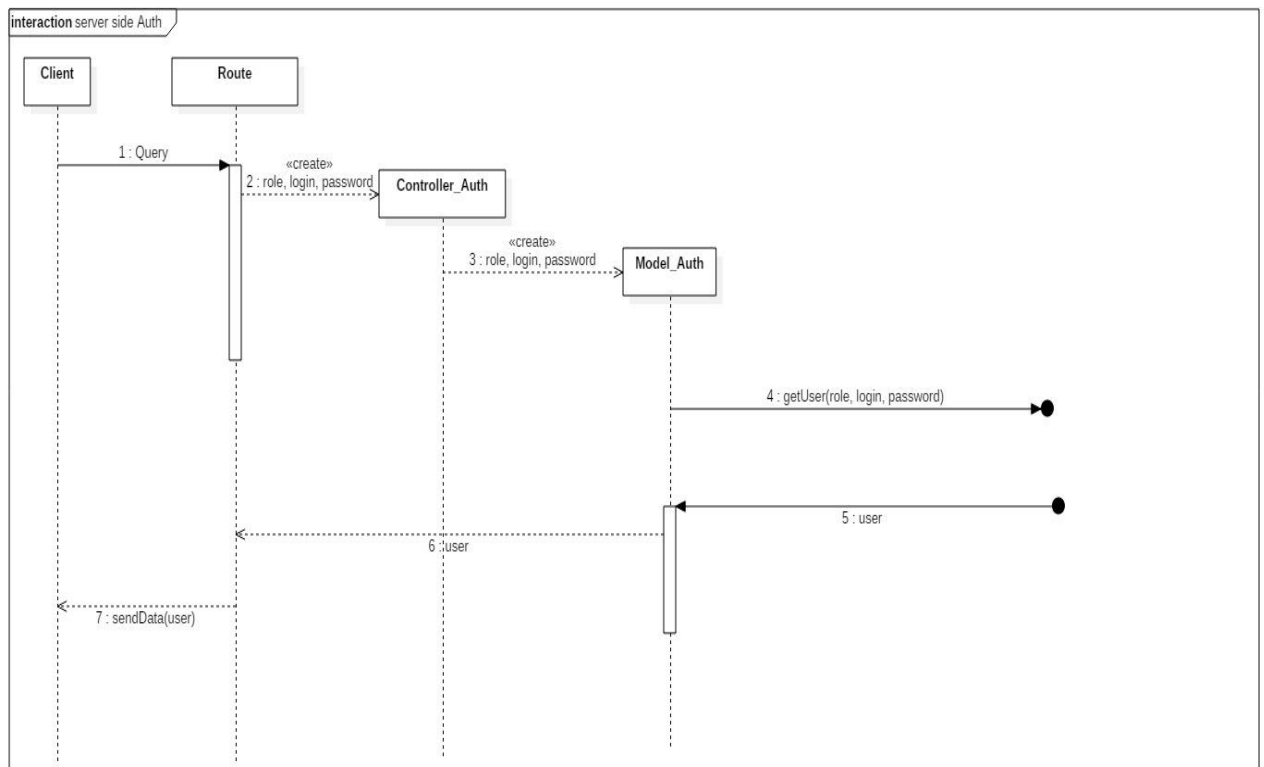 interaction server side Auth
Client
Route
1 : Query
«create»
2 : role, login, password
Controller_Auth
«create»
3 : role, login, password
Model_Auth
4 : getUser(role, login, password)
5 : user
6 : user
7 : sendData(user)